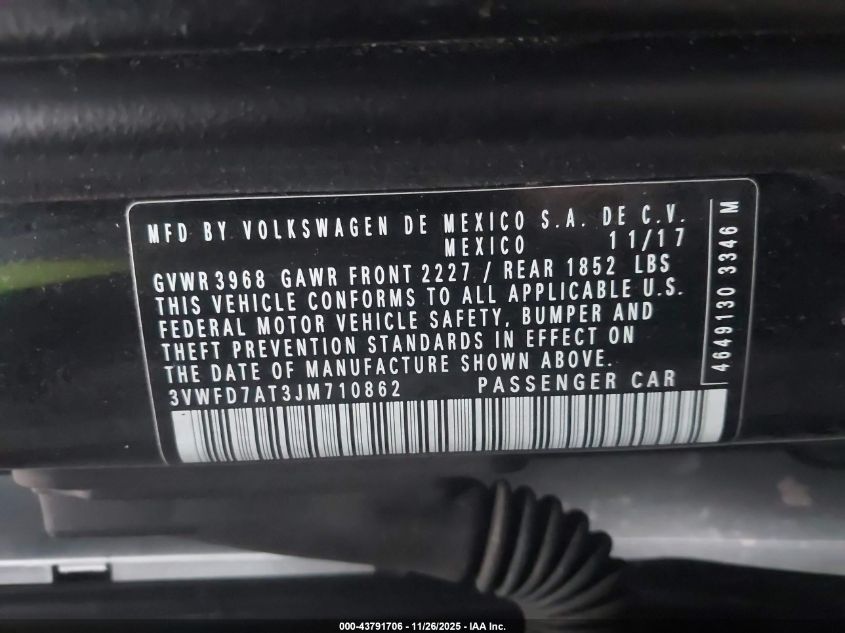 MFD BY VOLKSWAGEN DE MEXICO S.A. DE C.V.
MEXICO 11/17
GVWR 3968 GAWR FRONT 2227 / REAR 1852 LBS
THIS VEHICLE CONFORMS TO ALL APPLICABLE U.S.
FEDERAL MOTOR VEHICLE SAFETY, BUMPER AND
THEFT PREVENTION STANDARDS IN EFFECT ON
THE DATE OF MANUFACTURE SHOWN ABOVE.
3VWFD7AT3JM710862 PASSENGER CAR
4649130 3346 M
000-43791706 - 11/26/2025 - IAA Inc.